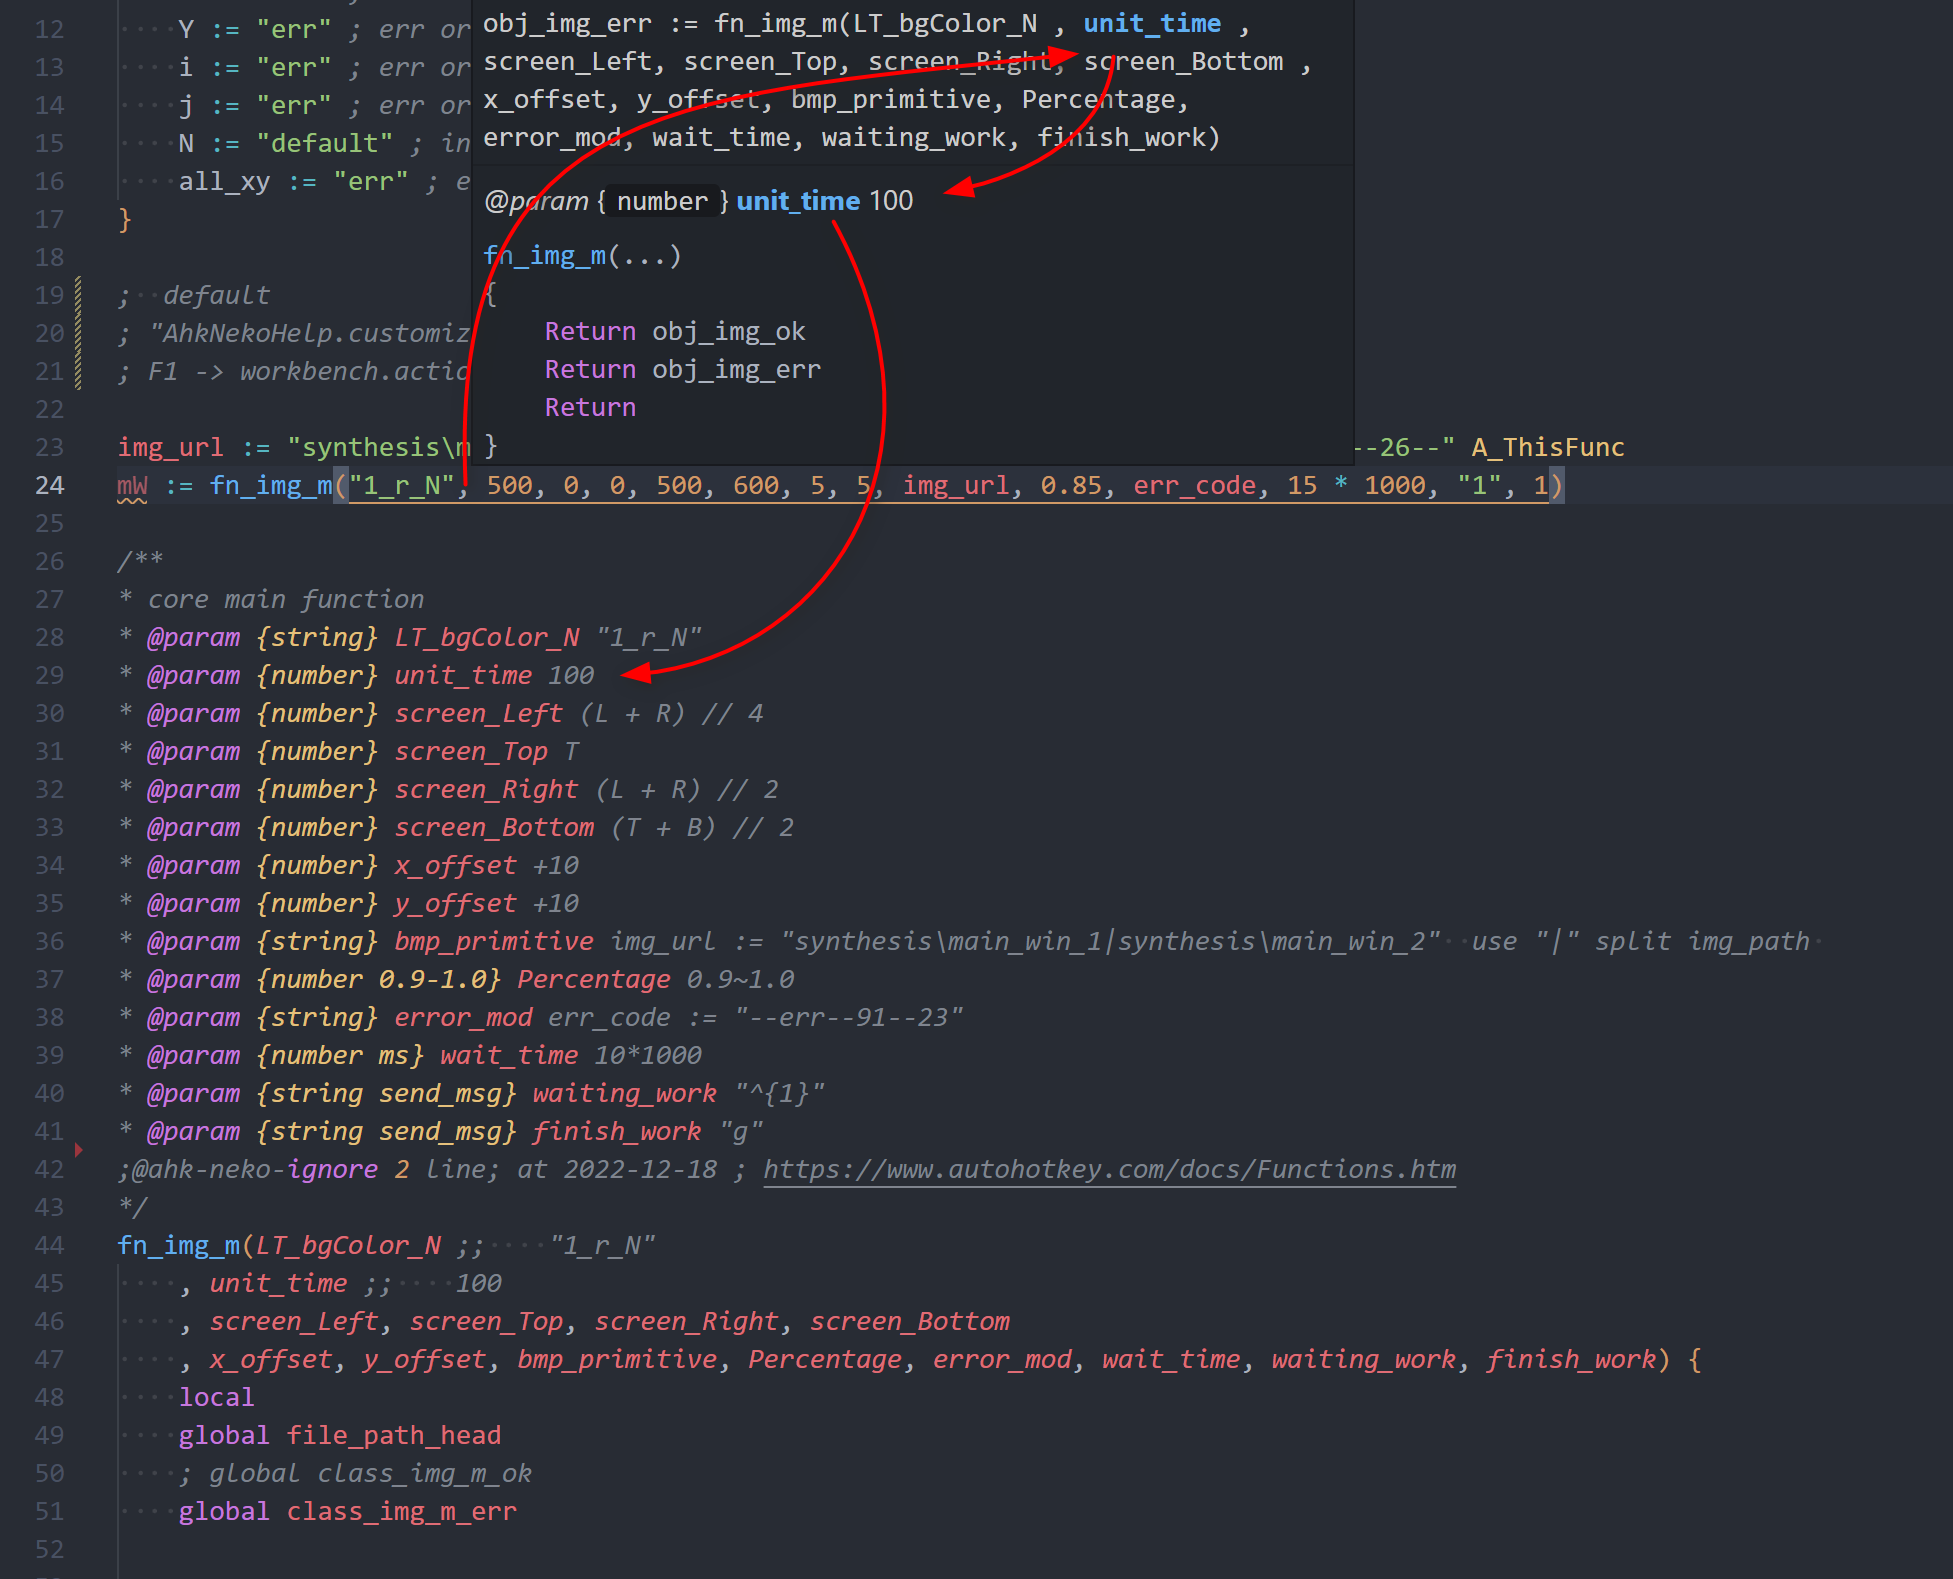 12 Y := "err" ; err or
13 i := "err" ; err or
14 j := "err" ; err or
15 N := "default" ; in
16 all_xy := "err" ; e
17 }
18
19 ; default
20 ; "AhkNekoHelp.customiz
21 ; F1 -> workbench.actio
22
obj_img_err := fn_img_m(LT_bgColor_N , unit_time ,
screen_Left, screen_Top, screen_Right, screen_Bottom ,
x_offset, y_offset, bmp_primitive, Percentage,
error_mod, wait_time, waiting_work, finish_work)
@param { number } unit_time 100
fn_img_m(...)
{
Return obj_img_ok
Return obj_img_err
Return
}
23 img_url := "synthesis\m --26--" A_ThisFunc
24 mW := fn_img_m("1_r_N", 500, 0, 0, 500, 600, 5, 5, img_url, 0.85, err_code, 15 * 1000, "1", 1)
25
26 /**
27 * core main function
28 * @param {string} LT_bgColor_N "1_r_N"
29 * @param {number} unit_time 100
30 * @param {number} screen_Left (L + R) // 4
31 * @param {number} screen_Top T
32 * @param {number} screen_Right (L + R) // 2
33 * @param {number} screen_Bottom (T + B) // 2
34 * @param {number} x_offset +10
35 * @param {number} y_offset +10
36 * @param {string} bmp_primitive img_url := "synthesis\main_win_1|synthesis\main_win_2" use "|" split img_path
37 * @param {number 0.9-1.0} Percentage 0.9~1.0
38 * @param {string} error_mod err_code := "--err--91--23"
39 * @param {number ms} wait_time 10*1000
40 * @param {string send_msg} waiting_work "^{1}"
41 * @param {string send_msg} finish_work "g"
42 ;@ahk-neko-ignore 2 line; at 2022-12-18 ; https://www.autohotkey.com/docs/Functions.htm
43 */
44 fn_img_m(LT_bgColor_N ;; "1_r_N"
45 , unit_time ;; 100
46 , screen_Left, screen_Top, screen_Right, screen_Bottom
47 , x_offset, y_offset, bmp_primitive, Percentage, error_mod, wait_time, waiting_work, finish_work) {
48 local
49 global file_path_head
50 ; global class_img_m_ok
51 global class_img_m_err
52